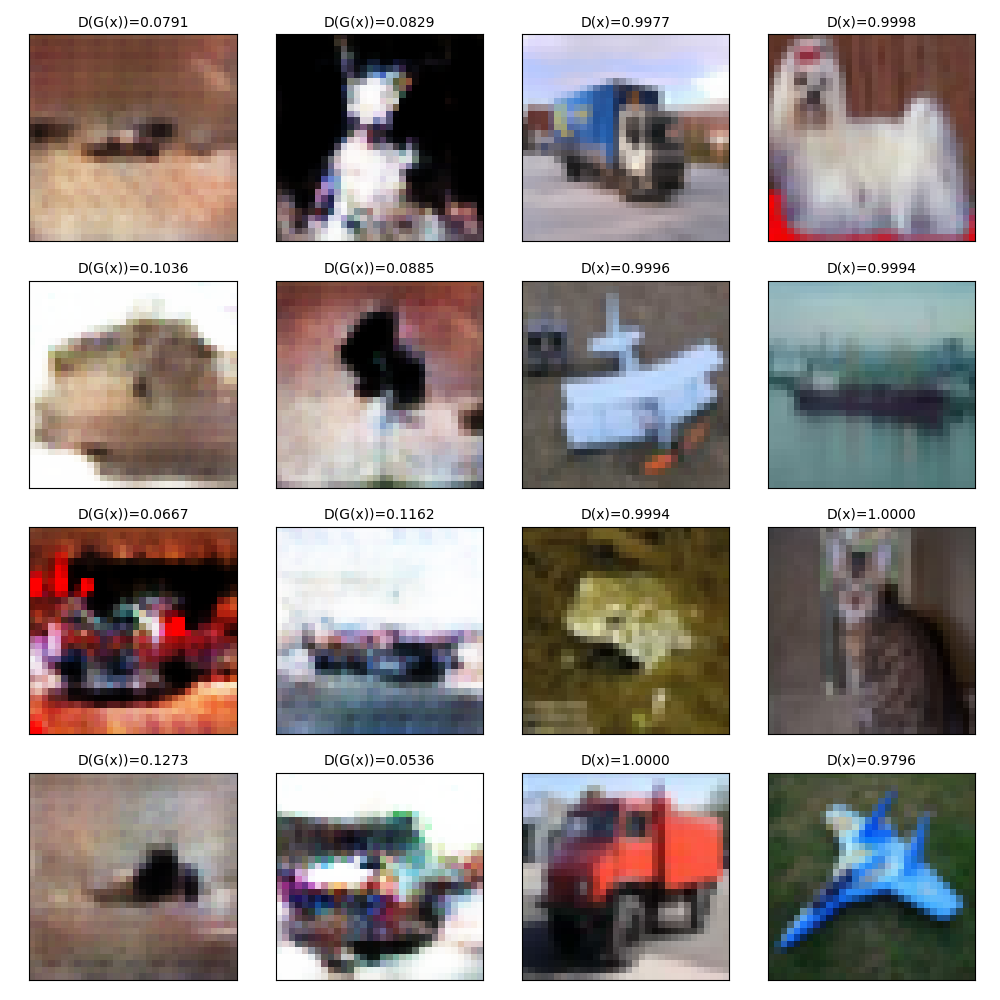 D(G(x))=0.0791
D(G(x))=0.0829
D(x)=0.9977
D(x)=0.9998
D(G(x))=0.1036
D(G(x))=0.0885
D(x)=0.9996
D(x)=0.9994
D(G(x))=0.0667
D(G(x))=0.1162
D(x)=0.9994
D(x)=1.0000
D(G(x))=0.1273
D(G(x))=0.0536
D(x)=1.0000
D(x)=0.9796